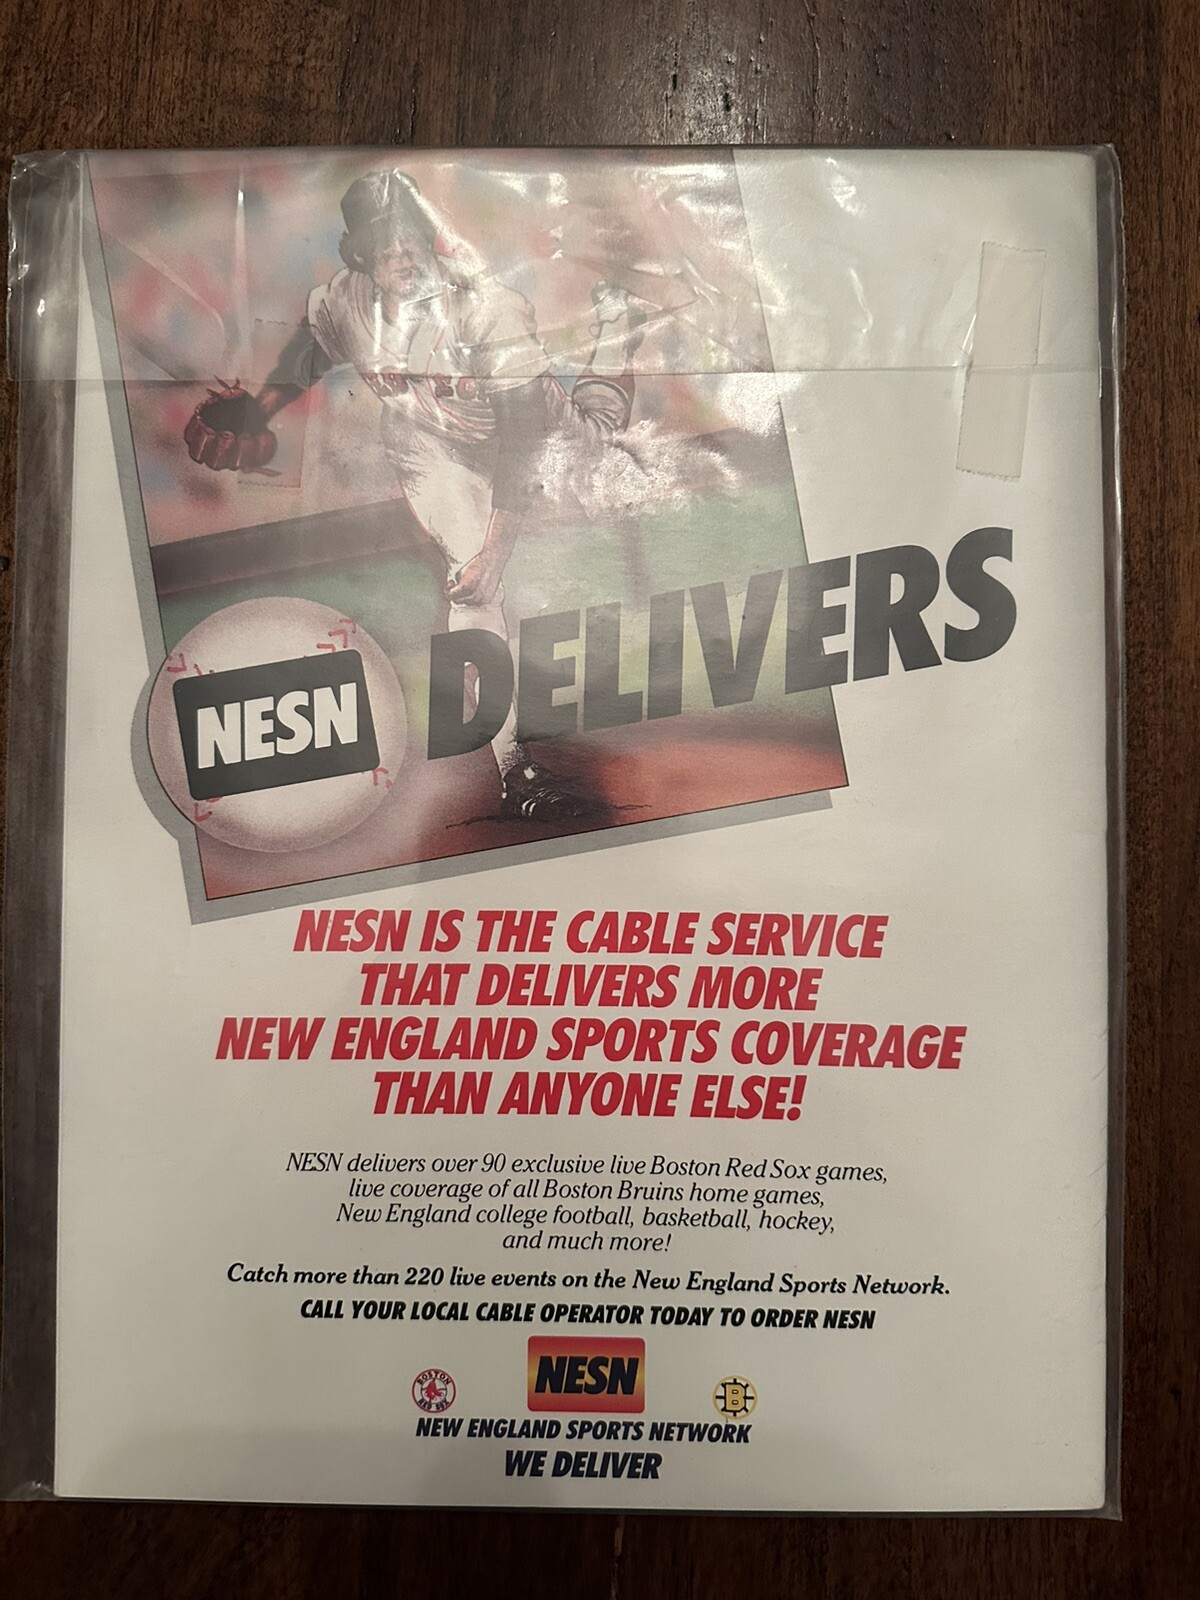 NESN DELIVERS
NESN IS THE CABLE SERVICE
THAT DELIVERS MORE
NEW ENGLAND SPORTS COVERAGE
THAN ANYONE ELSE!
NESN delivers over 90 exclusive live Boston Red Sox games,
live coverage of all Boston Bruins home games,
New England college football, basketball, hockey,
and much more!
Catch more than 220 live events on the New England Sports Network.
CALL YOUR LOCAL CABLE OPERATOR TODAY TO ORDER NESN
BOSTON
RED SOX
NESN
B
NEW ENGLAND SPORTS NETWORK
WE DELIVER